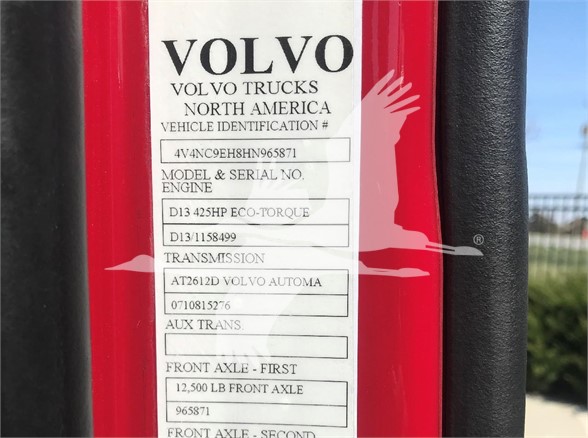 VOLVO
VOLVO TRUCKS
NORTH AMERICA
VEHICLE IDENTIFICATION #
4V4NC9EH8HN965871
MODEL & SERIAL NO.
ENGINE
D13 425HP ECO-TORQUE
D13/1158499
TRANSMISSION
AT2612D VOLVO AUTOMA
0710815276
AUX TRANS.
FRONT AXLE - FIRST
12,500 LB FRONT AXLE
965871
FRONT AXLE - SECOND
®